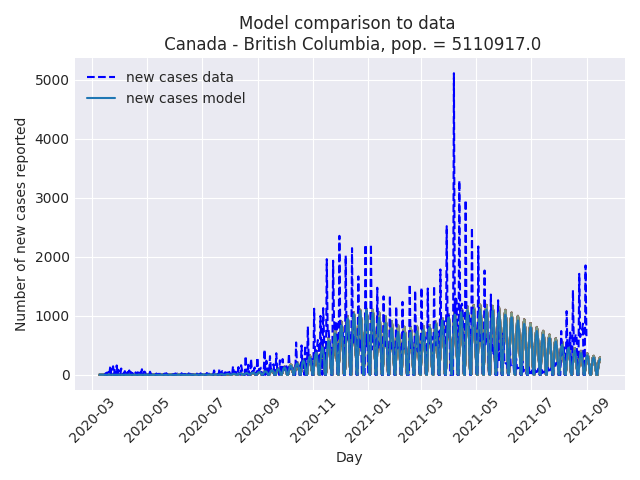 Model comparison to data
Canada - British Columbia, pop. = 5110917.0
new cases data
new cases model
Number of new cases reported
5000
4000
3000
2000
1000
0
2020-03
2020-05
2020-07
2020-09
2020-11
2021-01
2021-03
2021-05
2021-07
2021-09
Day